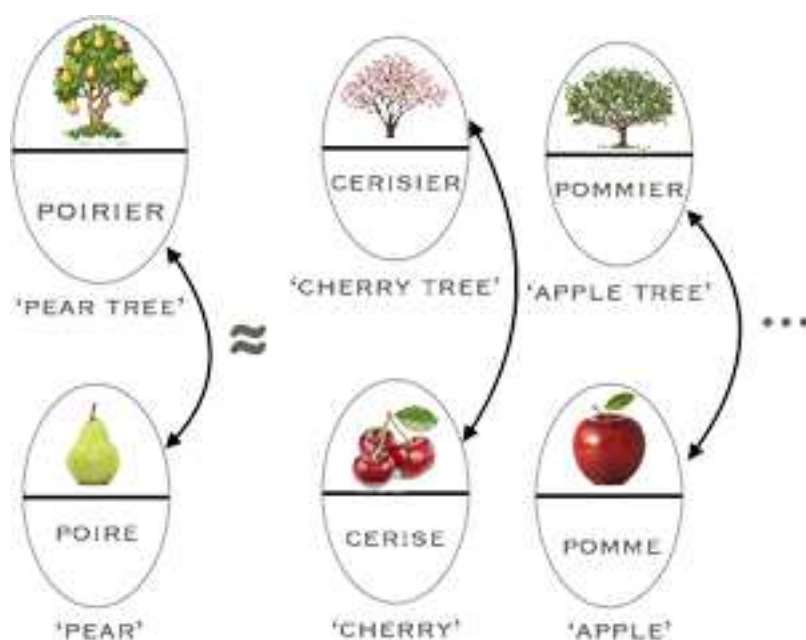 POIRIER
CERISIER
POMMIER
'PEAR TREE'
'CHERRY TREE'
'APPLE TREE'
≈
...
POIRE
CERISE
POMME
'PEAR'
'CHERRY'
'APPLE'